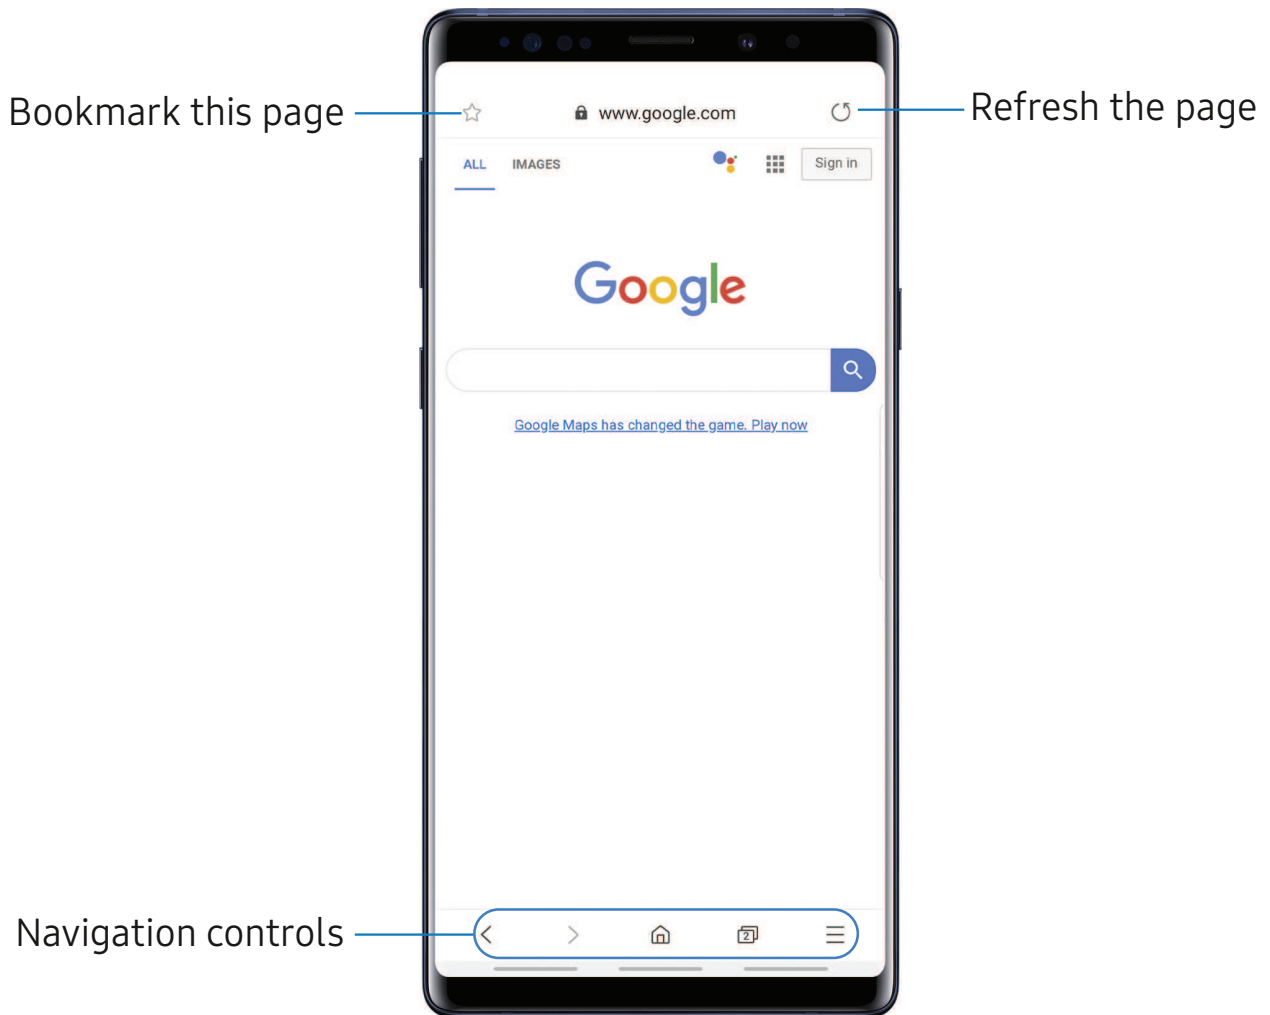 Bookmark this page
www.google.com
Refresh the page
ALL IMAGES Sign in
Google
Google Maps has changed the game. Play now
Navigation controls
2